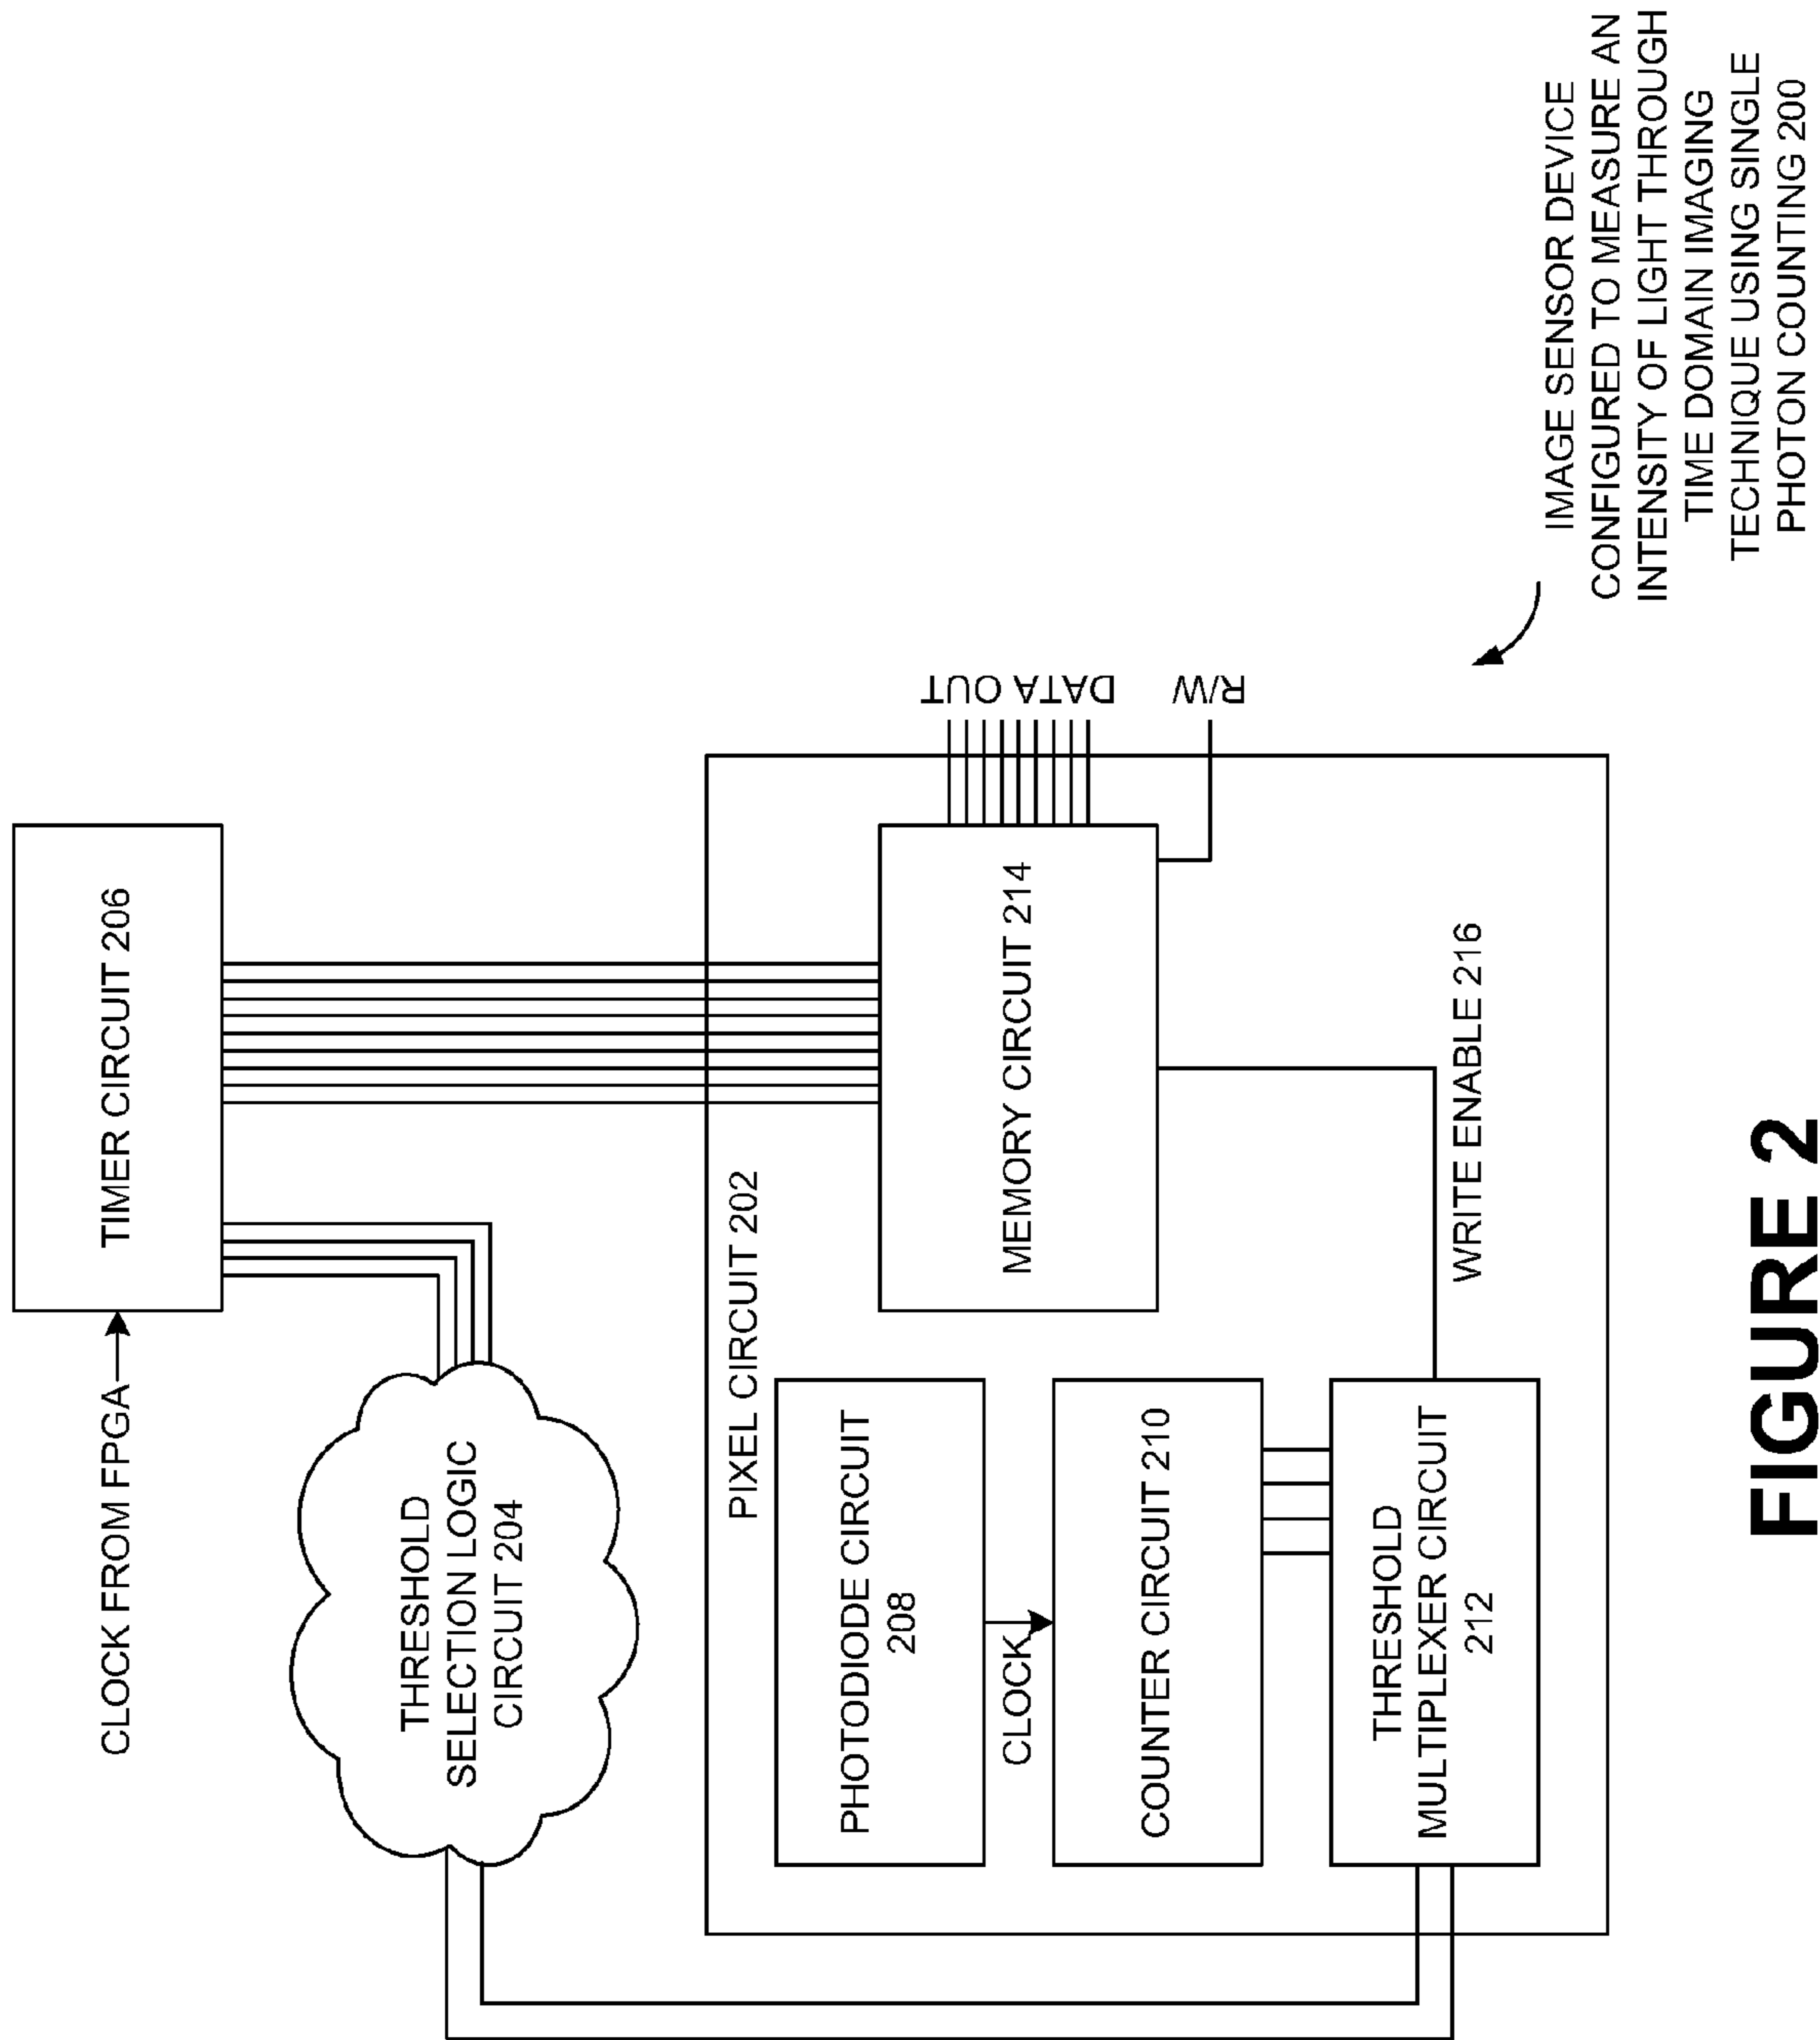 CLOCK FROM FPGA
TIMER CIRCUIT 206
THRESHOLD
SELECTION LOGIC
CIRCUIT 204
PIXEL CIRCUIT 202
PHOTODIODE CIRCUIT
208
CLOCK
COUNTER CIRCUIT 210
THRESHOLD
MULTIPLEXER CIRCUIT
212
MEMORY CIRCUIT 214
WRITE ENABLE 216
DATA OUT
R/W
IMAGE SENSOR DEVICE
CONFIGURED TO MEASURE AN
INTENSITY OF LIGHT THROUGH
TIME DOMAIN IMAGING
TECHNIQUE USING SINGLE
PHOTON COUNTING 200
FIGURE 2